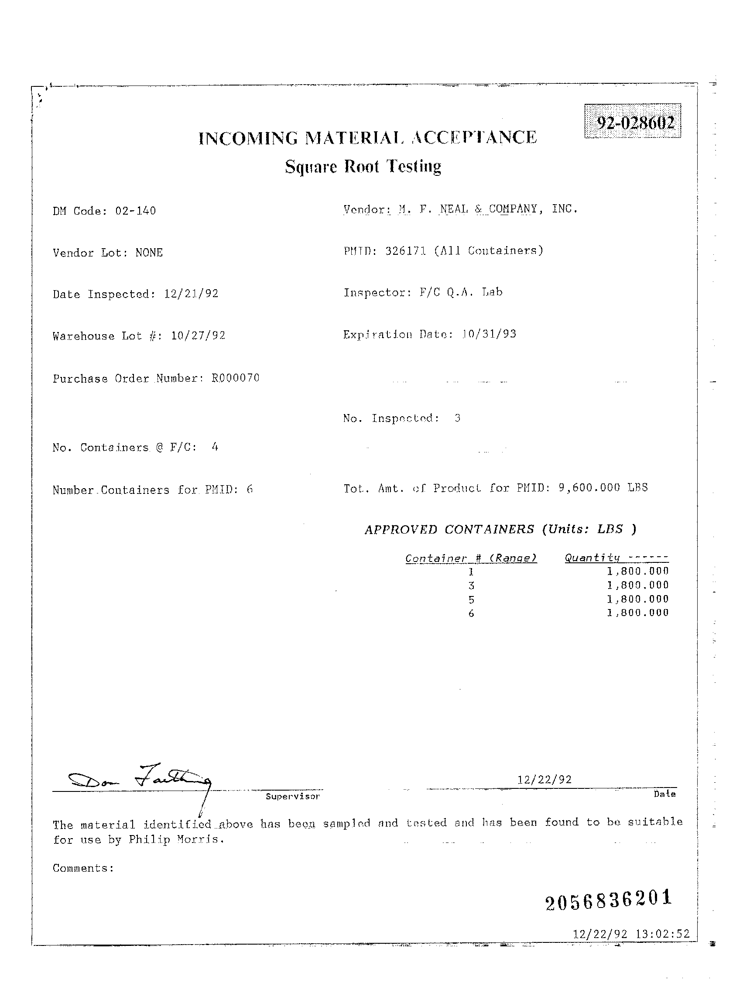 92-028602
INCOMING MATERIAL ACCEPTANCE
Square Root Testing
DM Code: 02-140 Vendor: M. F. NEAL & COMPANY, INC.
Vendor Lot: NONE PMID: 326171 (All Containers)
Date Inspected: 12/21/92 Inspector: F/C Q.A. Lab
Warehouse Lot #: 10/27/92 Expiration Date: 10/31/93
Purchase Order Number: R000070
No. Inspected: 3
No. Containers @ F/C: 4
Number Containers for PMID: 6 Tot. Amt. of Product for PMID: 9,600.000 LBS
APPROVED CONTAINERS (Units: LBS )
Container # (Range) Quantity ------
1 1,800.000
3 1,800.000
5 1,800.000
6 1,800.000
Don Farthing 12/22/92
Supervisor Date
The material identified above has been sampled and tested and has been found to be suitable
for use by Philip Morris.
Comments:
2056836201
12/22/92 13:02:52